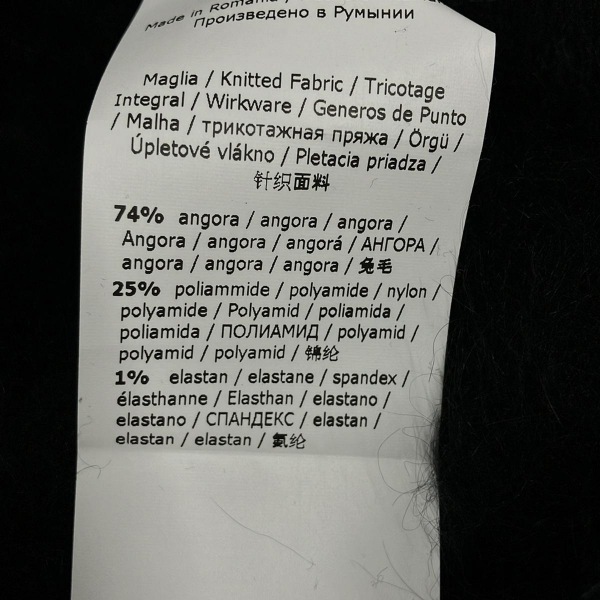 Made in Romania /
Произведено в Румынии
Maglia / Knitted Fabric / Tricotage
Integral / Wirkware / Generos de Punto
/ Malha / трикотажная пряжа / Örgü /
Úpletové vlákno / Pletacia priadza /
针织面料
74% angora / angora / angora /
Angora / angora / angorá / АНГОРА /
angora / angora / angora / 兔毛
25% poliammide / polyamide / nylon /
polyamide / Polyamid / poliamida /
poliamida / ПОЛИАМИД / polyamid /
polyamid / polyamid / 锦纶
1% elastan / elastane / spandex /
élasthanne / Elasthan / elastano /
elastano / СПАНДЕКС / elastan /
elastan / elastan / 氨纶